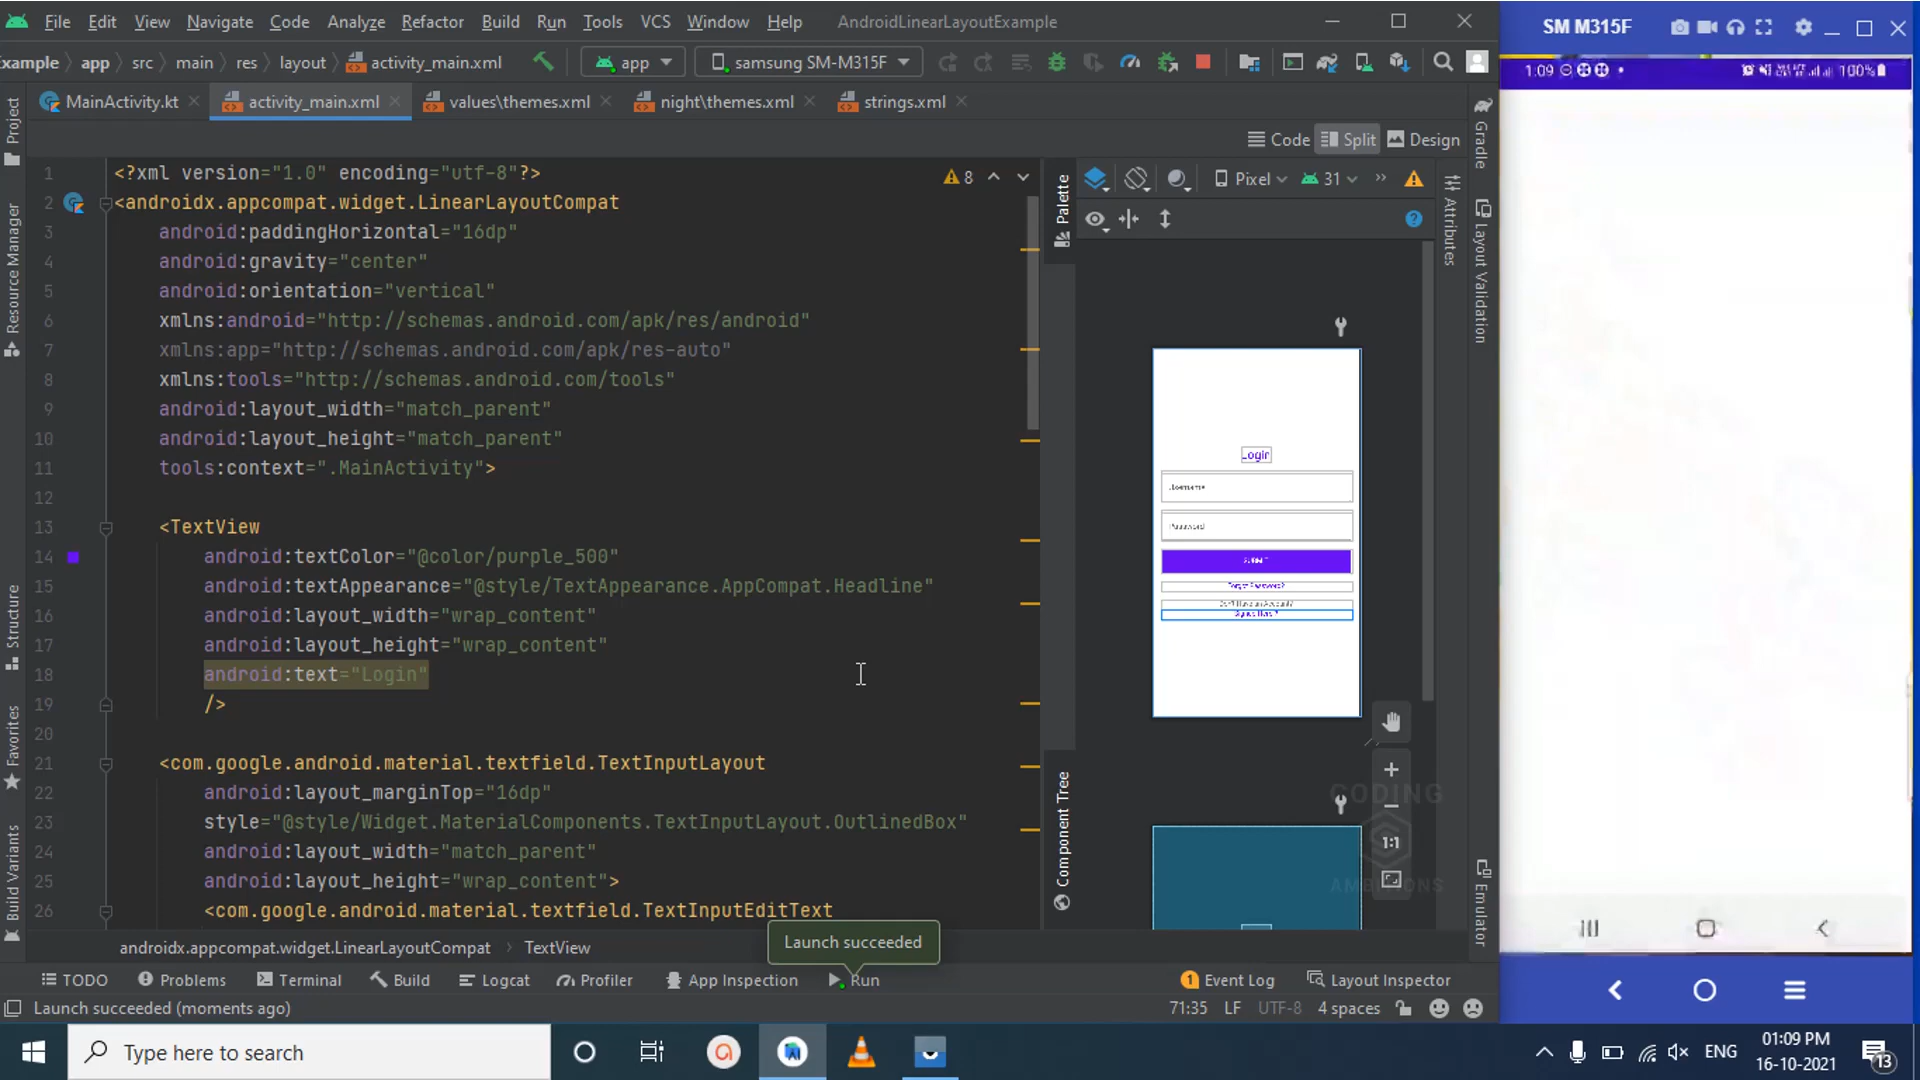 File Edit View Navigate Code Analyze Refactor Build Run Tools VCS Window Help AndroidLinearLayoutExample
xample app src main res layout activity_main.xml app samsung SM-M315F
MainActivity.kt activity_main.xml values\themes.xml night\themes.xml strings.xml
Code Split Design
1 <?xml version="1.0" encoding="utf-8"?>
2 <androidx.appcompat.widget.LinearLayoutCompat
3 android:paddingHorizontal="16dp"
4 android:gravity="center"
5 android:orientation="vertical"
6 xmlns:android="http://schemas.android.com/apk/res/android"
7 xmlns:app="http://schemas.android.com/apk/res-auto"
8 xmlns:tools="http://schemas.android.com/tools"
9 android:layout_width="match_parent"
10 android:layout_height="match_parent"
11 tools:context=".MainActivity">
12
13 <TextView
14 android:textColor="@color/purple_500"
15 android:textAppearance="@style/TextAppearance.AppCompat.Headline"
16 android:layout_width="wrap_content"
17 android:layout_height="wrap_content"
18 android:text="Login"
19 />
20
21 <com.google.android.material.textfield.TextInputLayout
22 android:layout_marginTop="16dp"
23 style="@style/Widget.MaterialComponents.TextInputLayout.OutlinedBox"
24 android:layout_width="match_parent"
25 android:layout_height="wrap_content">
26 <com.google.android.material.textfield.TextInputEditText
8
Project
Resource Manager
Structure
Favorites
Build Variants
Palette
Component Tree
Pixel 31
Attributes
Gradle
Layout Validation
Emulator
Login
Username
Password
SUBMIT
Forgot Password?
Don't Have an Account?
1:1
CODING
AMBITIONS
androidx.appcompat.widget.LinearLayoutCompat TextView
Launch succeeded
TODO Problems Terminal Build Logcat Profiler App Inspection Run 1 Event Log Layout Inspector
Launch succeeded (moments ago) 71:35 LF UTF-8 4 spaces
SM M315F
1:09 100%
Type here to search
ENG
01:09 PM
16-10-2021
13